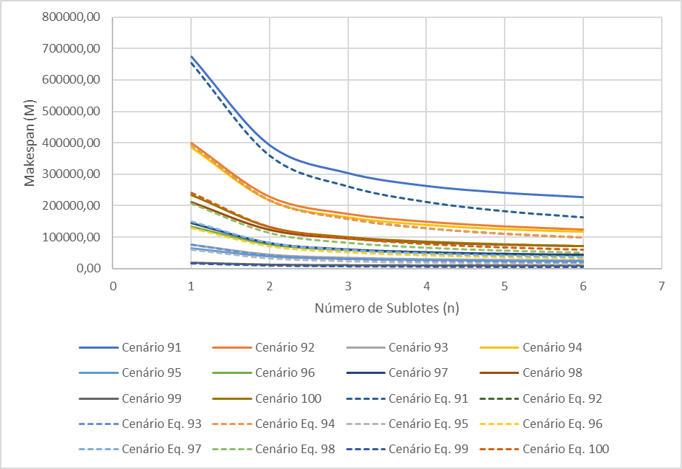 800000,00
700000,00
600000,00
500000,00
400000,00
300000,00
200000,00
100000,00
0,00
Makespan (M)
0 1 2 3 4 5 6 7
Número de Sublotes (n)
Cenário 91 Cenário 92 Cenário 93 Cenário 94
Cenário 95 Cenário 96 Cenário 97 Cenário 98
Cenário 99 Cenário 100 Cenário Eq. 91 Cenário Eq. 92
Cenário Eq. 93 Cenário Eq. 94 Cenário Eq. 95 Cenário Eq. 96
Cenário Eq. 97 Cenário Eq. 98 Cenário Eq. 99 Cenário Eq. 100